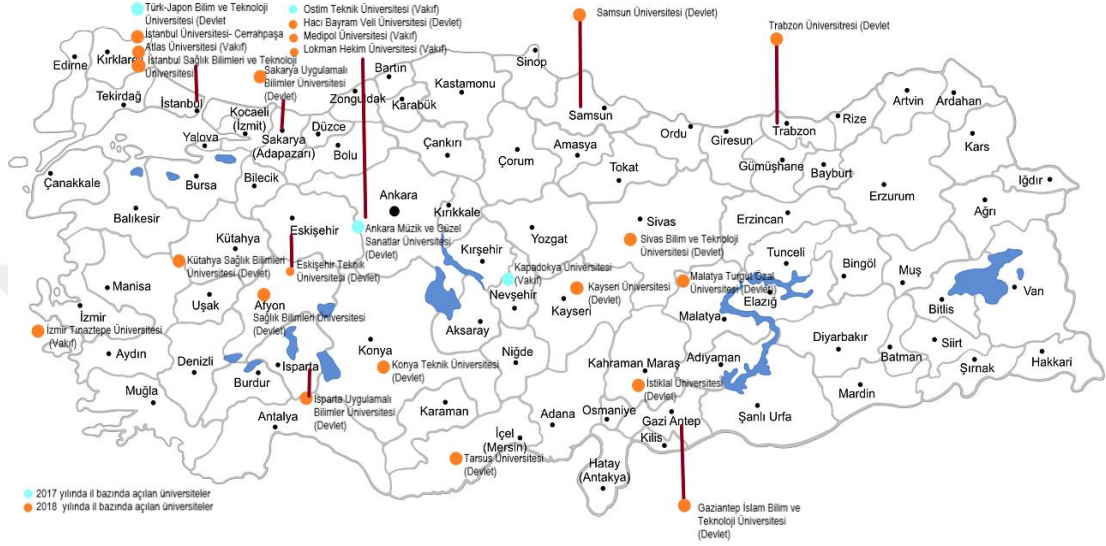 Türk-Japon Bilim ve Teknoloji
Üniversitesi (Devlet
İstanbul Üniversitesi- Cerrahpaşa
Atlas Üniversitesi (Vakıf)
İstanbul Sağlık Bilimleri ve Teknoloji
Üniversitesi
Ostim Teknik Üniversitesi (Vakıf)
Hacı Bayram Veli Üniversitesi (Devlet)
Medipol Üniversitesi (Vakıf)
Lokman Hekim Üniversitesi (Vakıf)
Samsun Üniversitesi (Devlet)
Trabzon Üniversitresi (Devlet
Edirne
Kırklareli
Tekirdağ
İstanbul
Sakarya Uygulamalı
Bilimler Üniversitesi
(Devlet)
Kocaeli
(İzmit)
Yalova
Sakarya
(Adapazarı)
Düzce
Bolu
Zonguldak
Bartın
Karabük
Kastamonu
Sinop
Çankırı
Samsun
Amasya
Çorum
Tokat
Ordu
Giresun
Trabzon
Gümüşhane
Bayburt
Rize
Artvin
Ardahan
Kars
Iğdır
Ağrı
Erzurum
Erzincan
Çanakkale
Balıkesir
Bursa
Bilecik
Eskişehir
Kütahya
Ankara
Kırıkkale
Ankara Müzik ve Güzel
Sanatlar Üniversitesi
(Devlet)
Kırşehir
Yozgat
Sivas
Sivas Bilim ve Teknoloji
Üniversitesi (Devlet)
Kütahya Sağlık Bilimleri
Üniversitesi (Devlet)
Eskişehir Teknik
Üniversitesi (Devlet)
Kapadokya Üniversitesi
(Vakıf)
Nevşehir
Kayseri Üniversitesi
(Devlet)
Kayseri
Malatya Turgut Özal
Üniversitesi (Devlet)
Tunceli
Elazığ
Bingöl
Muş
Bitlis
Van
Manisa
İzmir
İzmir Tınaztepe Üniversitesi
(Vakıf)
Uşak
Afyon
Sağlık Bilimleri Üniversitesi
(Devlet)
Aksaray
Malatya
Diyarbakır
Batman
Siirt
Şırnak
Hakkari
Aydın
Denizli
Muğla
Burdur
Isparta
Isparta Uygulamalı
Bilimler Üniversitesi
(Devlet)
Antalya
Konya
Konya Teknik Üniversitesi
(Devlet)
Karaman
Niğde
Kahraman Maraş
İstiklal Üniversitesi
(Devlet)
Adıyaman
Gazi Antep
Kilis
Şanlı Urfa
Mardin
Adana
Osmaniye
İçel
(Mersin)
Tarsus Üniversitesi
(Devlet)
Hatay
(Antakya)
Gaziantep İslam Bilim ve
Teknoloji Üniversitesi
(Devlet)
2017 yılında il bazında açılan üniversiteler
2018 yılında il bazında açılan üniversiteler